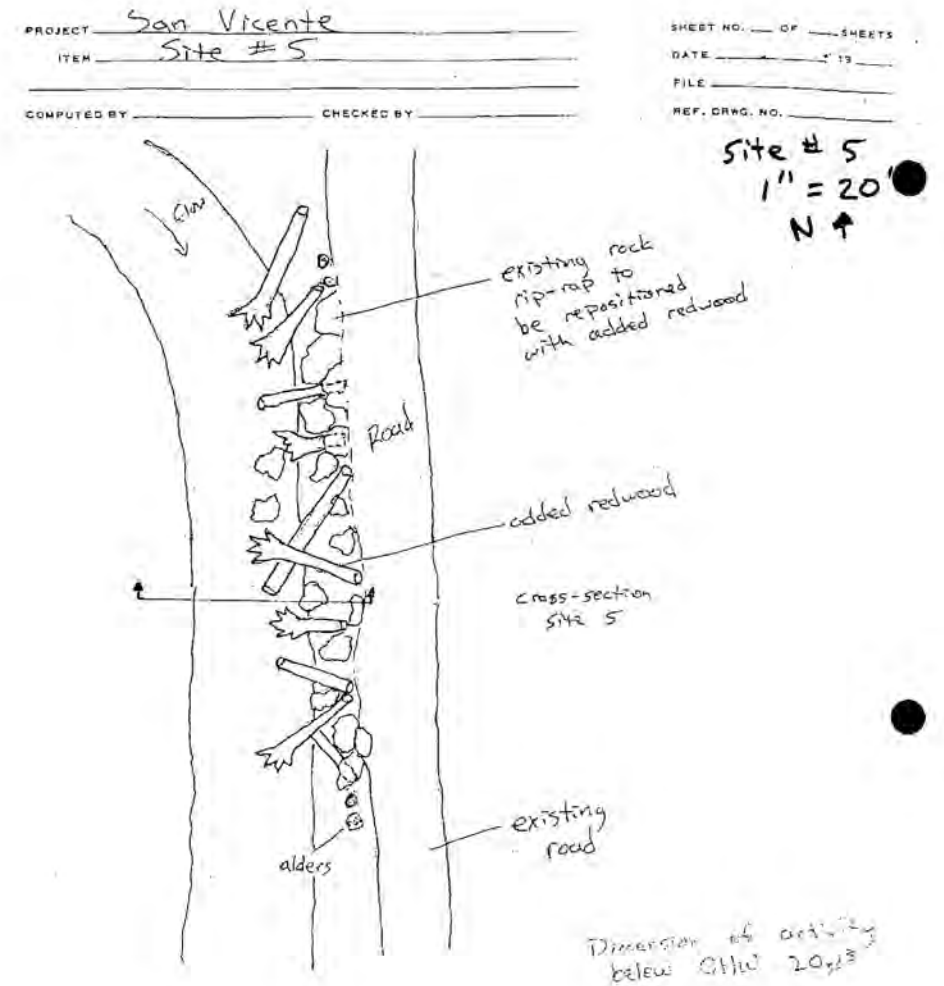 PROJECT San Vicente
ITEM Site # 5
COMPUTED BY CHECKED BY
SHEET NO. OF SHEETS
DATE 19
FILE
REF. DRWG. NO.
Site # 5
1" = 20'
N
Flow
existing rock
rip-rap to
be repositioned
with added redwood
Road
added redwood
cross-section
site 5
existing
road
alders
Dimension of activity
below OHW 20yd³